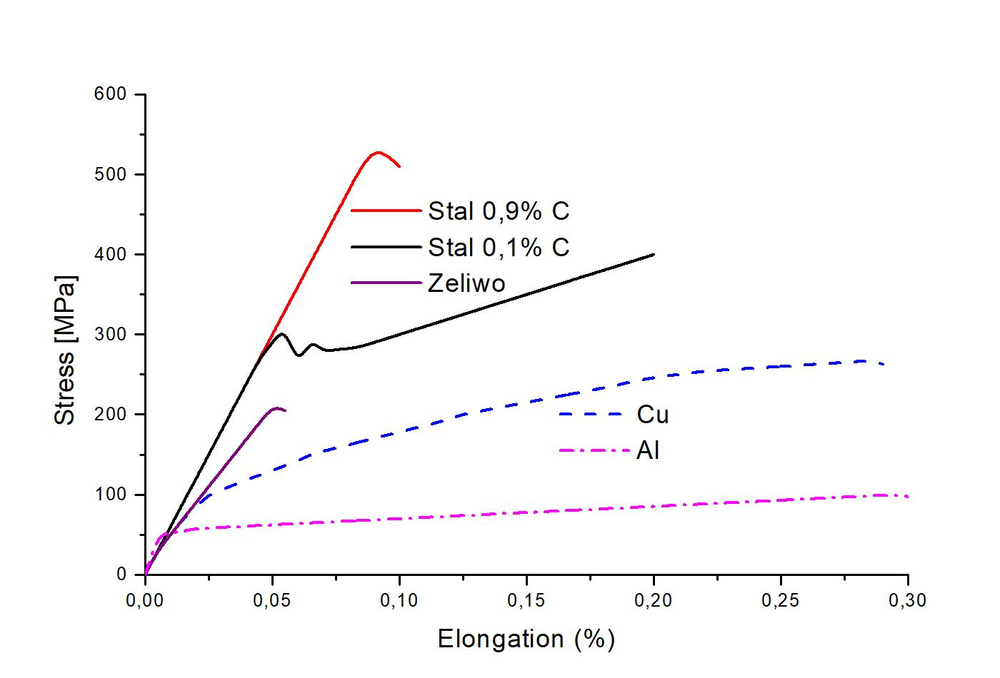 600
500
400
300
200
100
0
Stress [MPa]
Stal 0,9% C
Stal 0,1% C
Zeliwo
Cu
Al
0,00 0,05 0,10 0,15 0,20 0,25 0,30
Elongation (%)